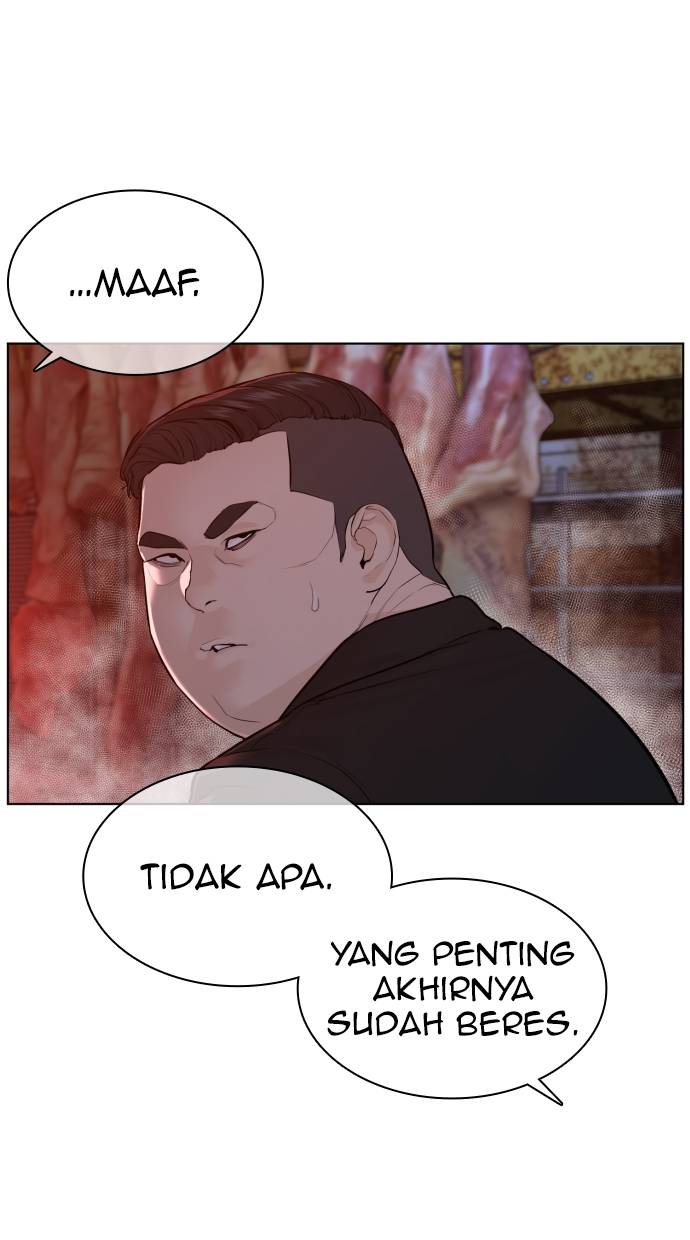 ...MAAF.
TIDAK APA.
YANG PENTING
AKHIRNYA
SUDAH BERES.